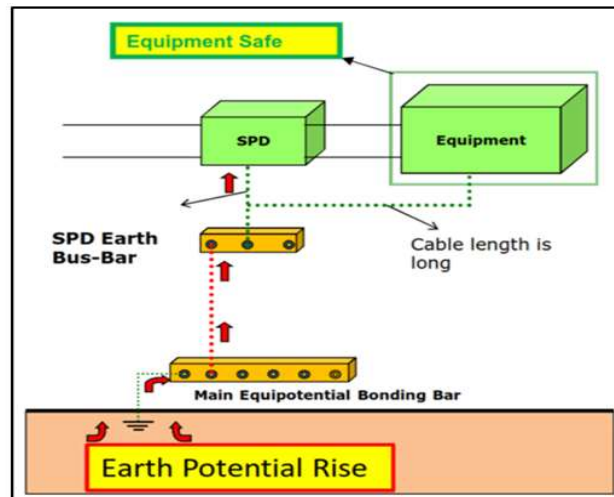 Equipment Safe
SPD
Equipment
SPD Earth
Bus-Bar
Cable length is
long
Main Equipotential Bonding Bar
Earth Potential Rise